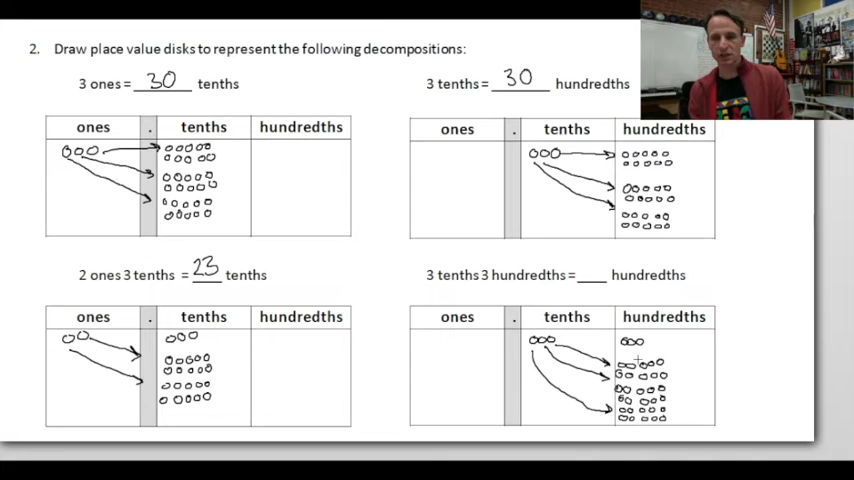 2. Draw place value disks to represent the following decompositions:
3 ones = 30 tenths
3 tenths = 30 hundredths
ones . tenths hundredths
ones . tenths hundredths
2 ones 3 tenths = 23 tenths
3 tenths 3 hundredths = ____ hundredths
ones . tenths hundredths
ones . tenths hundredths